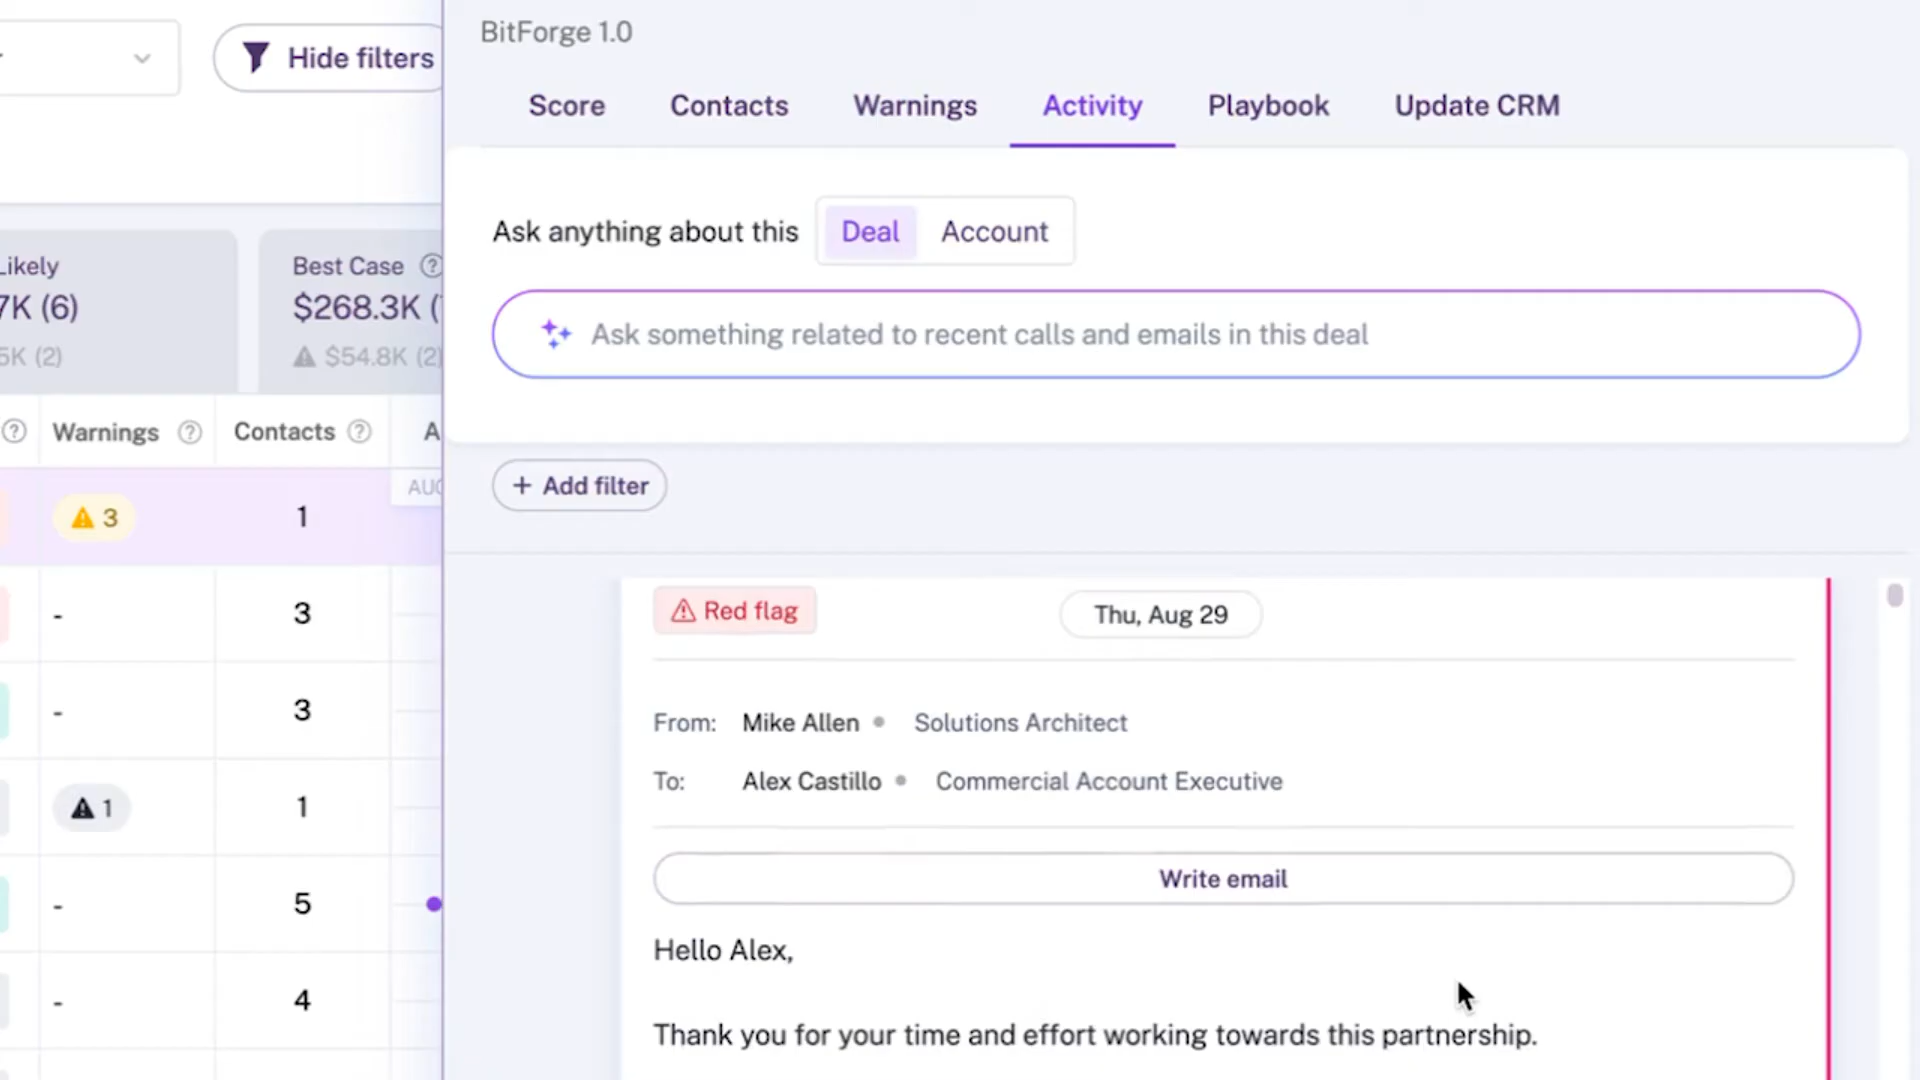 Hide filters
Likely
7K (6)
5K (2)
Best Case
$268.3K (
$54.8K (2)
Warnings
Contacts
A
AUG
3
1
-
3
-
3
1
1
-
5
-
4
BitForge 1.0
Score
Contacts
Warnings
Activity
Playbook
Update CRM
Ask anything about this
Deal
Account
Ask something related to recent calls and emails in this deal
+ Add filter
Red flag
Thu, Aug 29
From: Mike Allen • Solutions Architect
To: Alex Castillo • Commercial Account Executive
Write email
Hello Alex,
Thank you for your time and effort working towards this partnership.